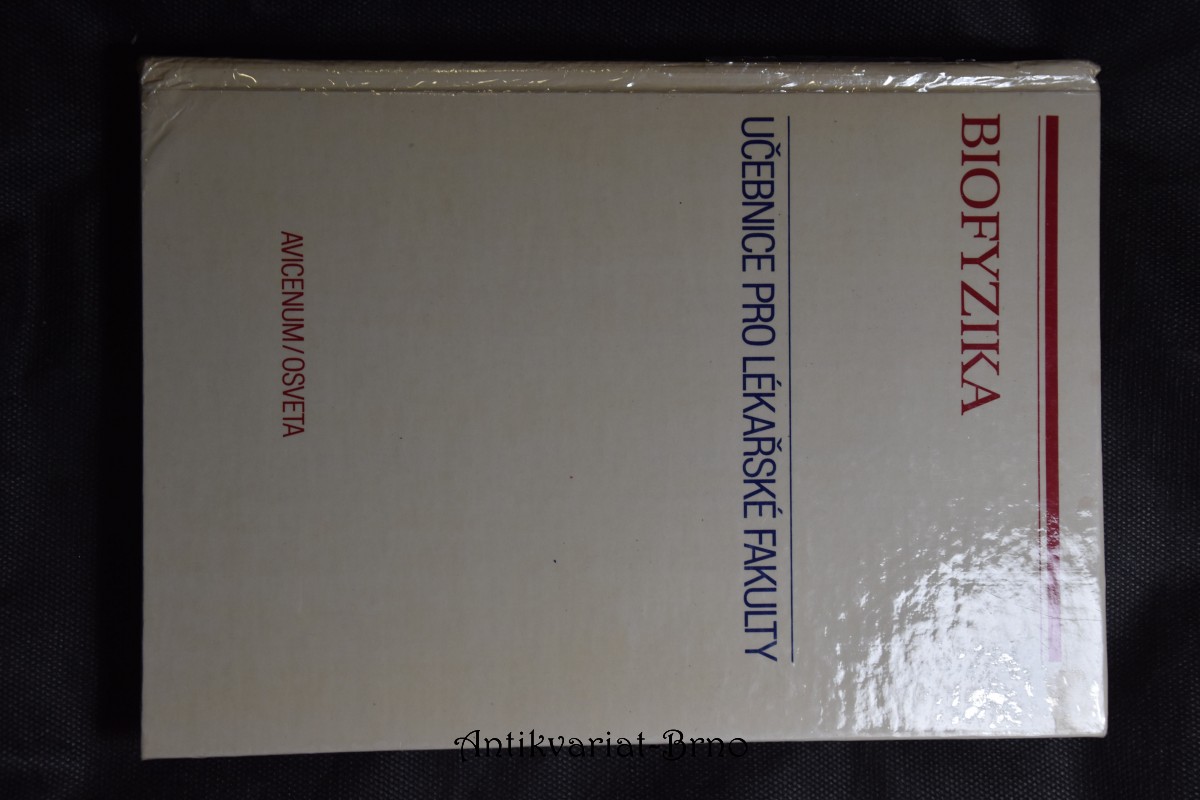 BIOFYZIKA
UČEBNICE PRO LÉKAŘSKÉ FAKULTY
AVICENUM/OSVETA
Antikvariat-Brno